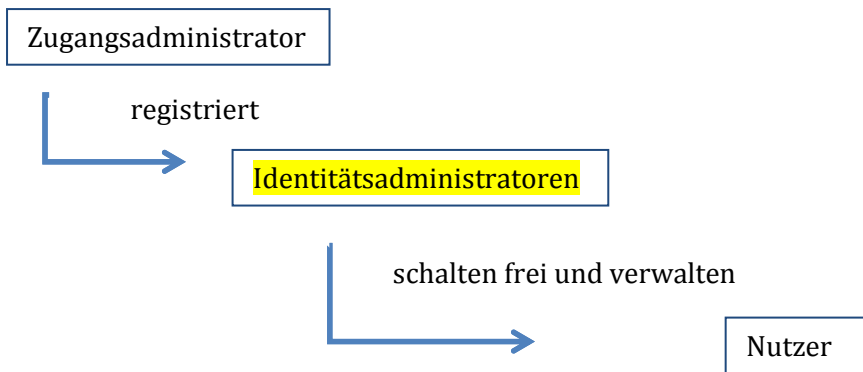 Zugangsadministrator
registriert
Identitätsadministratoren
schalten frei und verwalten
Nutzer